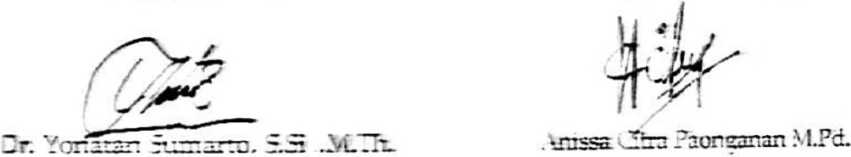 Dr. Yonatan Sumarto, S.Si.,M.Th.
Anissa Citra Paonganan M.Pd.